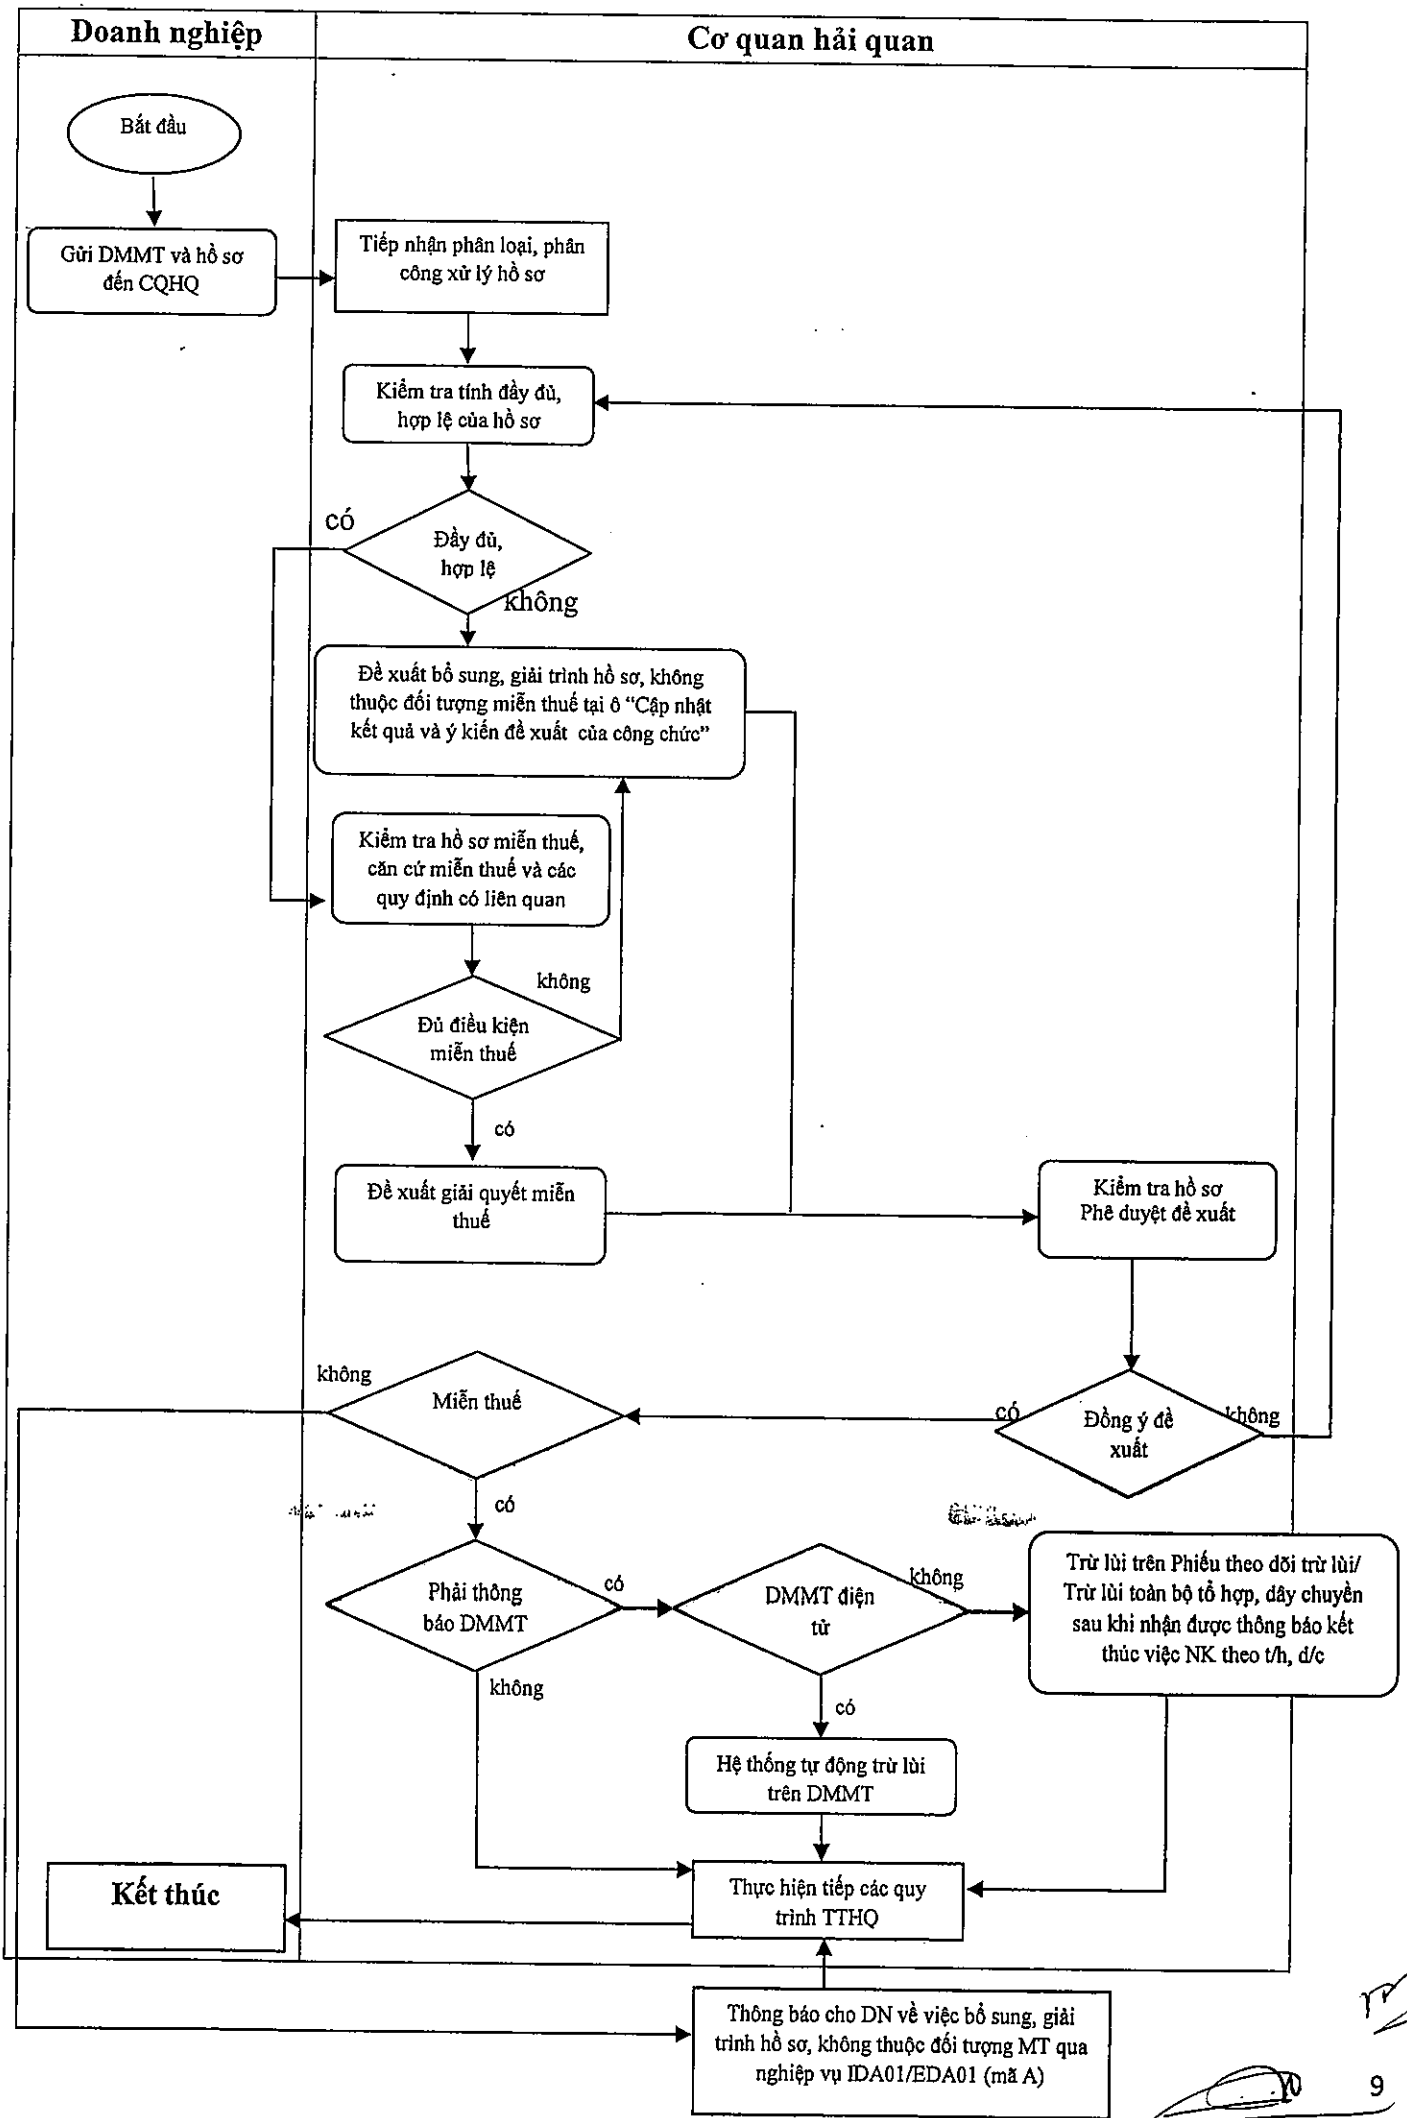 Doanh nghiệp
Cơ quan hải quan
Bắt đầu
Gửi DMMT và hồ sơ
đến CQHQ
Tiếp nhận phân loại, phân
công xử lý hồ sơ
Kiểm tra tính đầy đủ,
hợp lệ của hồ sơ
có
Đầy đủ,
hợp lệ
không
Đề xuất bổ sung, giải trình hồ sơ, không
thuộc đối tượng miễn thuế tại ô “Cập nhật
kết quả và ý kiến đề xuất của công chức”
Kiểm tra hồ sơ miễn thuế,
căn cứ miễn thuế và các
quy định có liên quan
không
Đủ điều kiện
miễn thuế
có
Đề xuất giải quyết miễn
thuế
Kiểm tra hồ sơ
Phê duyệt đề xuất
không
Miễn thuế
có
Đồng ý đề
xuất
không
có
Phải thông
báo DMMT
có
DMMT điện
tử
không
Trừ lùi trên Phiếu theo dõi trừ lùi/
Trừ lùi toàn bộ tổ hợp, dây chuyền
sau khi nhận được thông báo kết
thúc việc NK theo t/h, d/c
không
có
Hệ thống tự động trừ lùi
trên DMMT
Kết thúc
Thực hiện tiếp các quy
trình TTHQ
Thông báo cho DN về việc bổ sung, giải
trình hồ sơ, không thuộc đối tượng MT qua
nghiệp vụ IDA01/EDA01 (mã A)
9